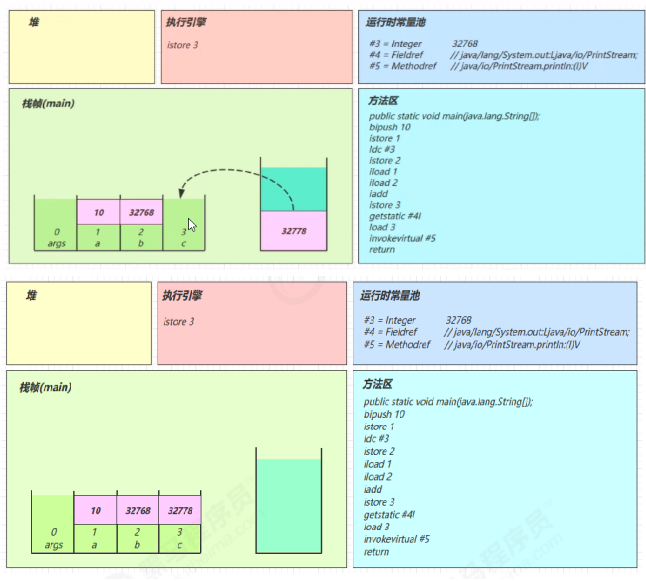 堆
执行引擎
istore 3
运行时常量池
#3 = Integer 32768
#4 = Fieldref // java/lang/System.out:Ljava/io/PrintStream;
#5 = Methodref // java/io/PrintStream.println:(I)V
栈帧(main)
10 32768
0 1 2 3
args a b c
32778
方法区
public static void main(java.lang.String[]);
bipush 10
istore 1
ldc #3
istore 2
iload 1
iload 2
iadd
istore 3
getstatic #4l
load 3
invokevirtual #5
return
堆
执行引擎
istore 3
运行时常量池
#3 = Integer 32768
#4 = Fieldref // java/lang/System.out:Ljava/io/PrintStream;
#5 = Methodref // java/io/PrintStream.println:(I)V
栈帧(main)
10 32768 32778
0 1 2 3
args a b c
方法区
public static void main(java.lang.String[]);
bipush 10
istore 1
ldc #3
istore 2
iload 1
iload 2
iadd
istore 3
getstatic #4l
load 3
invokevirtual #5
return